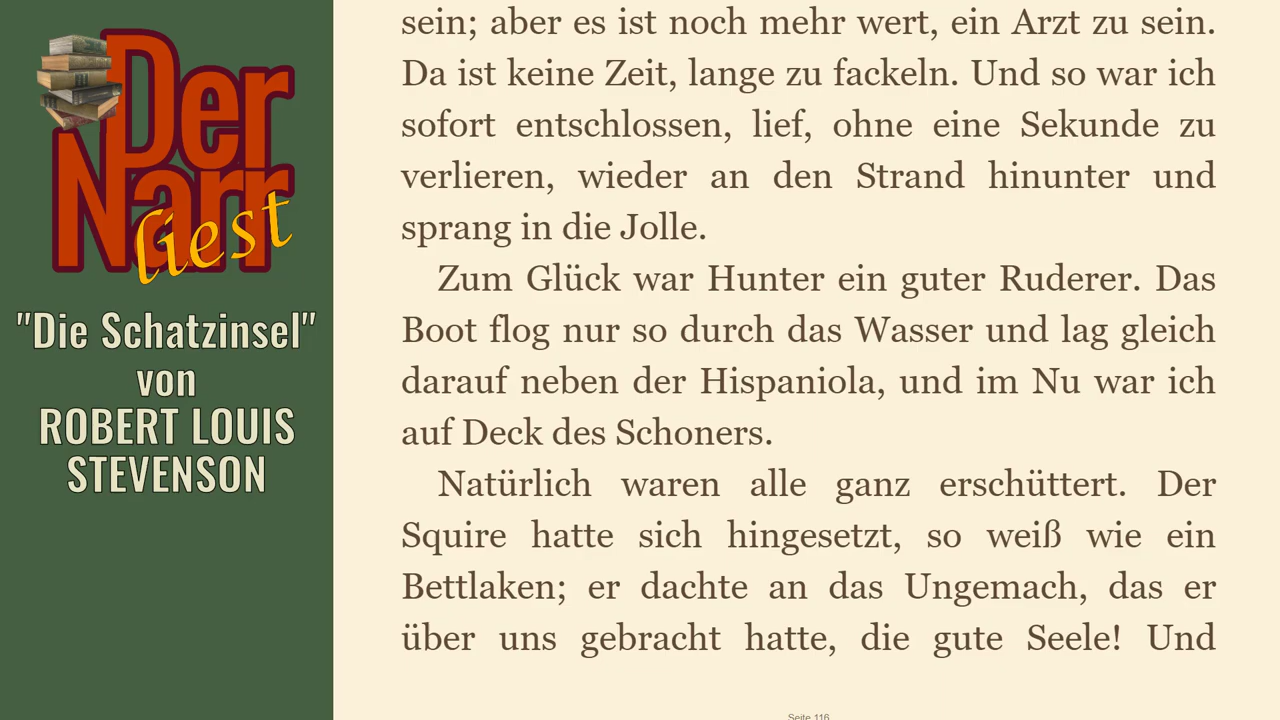 Der
Narr
liest
"Die Schatzinsel"
von
ROBERT LOUIS
STEVENSON
sein; aber es ist noch mehr wert, ein Arzt zu sein.
Da ist keine Zeit, lange zu fackeln. Und so war ich
sofort entschlossen, lief, ohne eine Sekunde zu
verlieren, wieder an den Strand hinunter und
sprang in die Jolle.
Zum Glück war Hunter ein guter Ruderer. Das
Boot flog nur so durch das Wasser und lag gleich
darauf neben der Hispaniola, und im Nu war ich
auf Deck des Schoners.
Natürlich waren alle ganz erschüttert. Der
Squire hatte sich hingesetzt, so weiß wie ein
Bettlaken; er dachte an das Ungemach, das er
über uns gebracht hatte, die gute Seele! Und
Seite 116